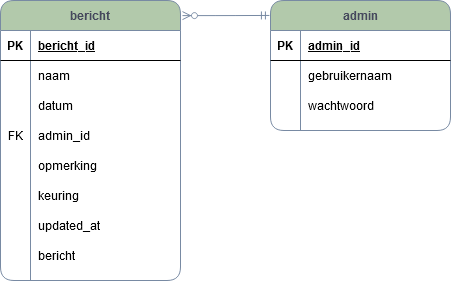 bericht
PK bericht_id
naam
datum
FK admin_id
opmerking
keuring
updated_at
bericht
admin
PK admin_id
gebruikernaam
wachtwoord